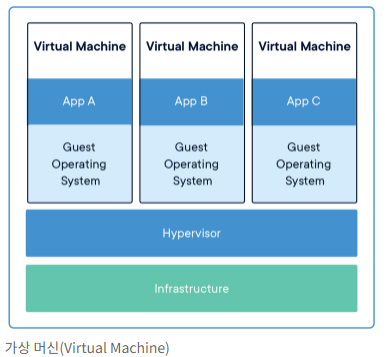 Virtual Machine Virtual Machine Virtual Machine
App A App B App C
Guest Guest Guest
Operating Operating Operating
System System System
Hypervisor
Infrastructure
가상 머신(Virtual Machine)